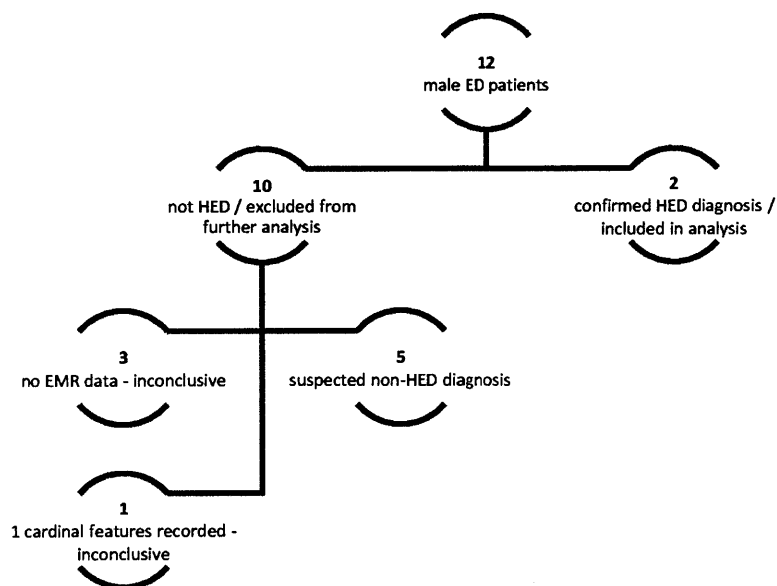 12
male ED patients
10
not HED / excluded from
further analysis
2
confirmed HED diagnosis /
included in analysis
3
no EMR data - inconclusive
5
suspected non-HED diagnosis
1
1 cardinal features recorded -
inconclusive